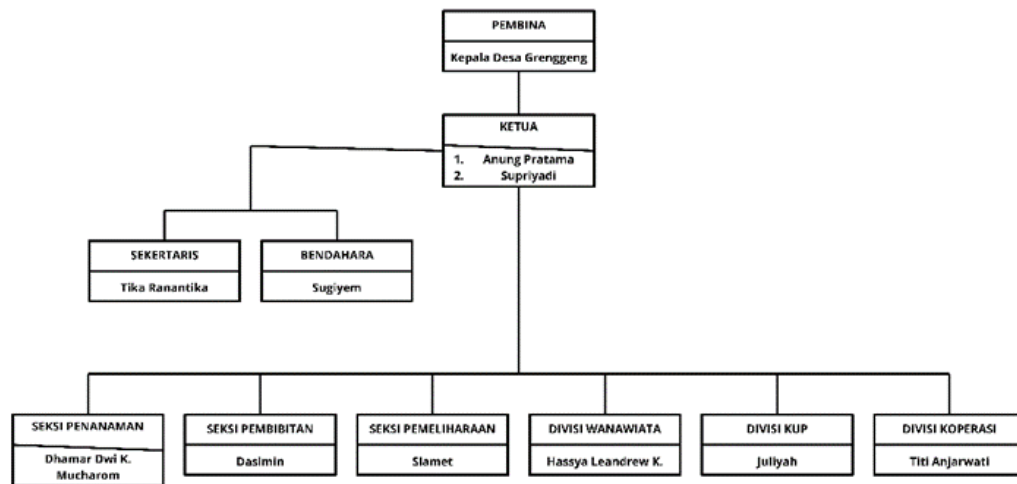 PEMBINA
Kepala Desa Grenggeng
KETUA
1. Anung Pratama
2. Supriyadi
SEKERTARIS
Tika Ranantika
BENDAHARA
Sugiyem
SEKSI PENANAMAN
Dhamar Dwi K.
Mucharom
SEKSI PEMBIBITAN
Dasimin
SEKSI PEMELIHARAAN
Slamet
DIVISI WANAWIATA
Hassya Leandrew K.
DIVISI KUP
Juliyah
DIVISI KOPERASI
Titi Anjarwati